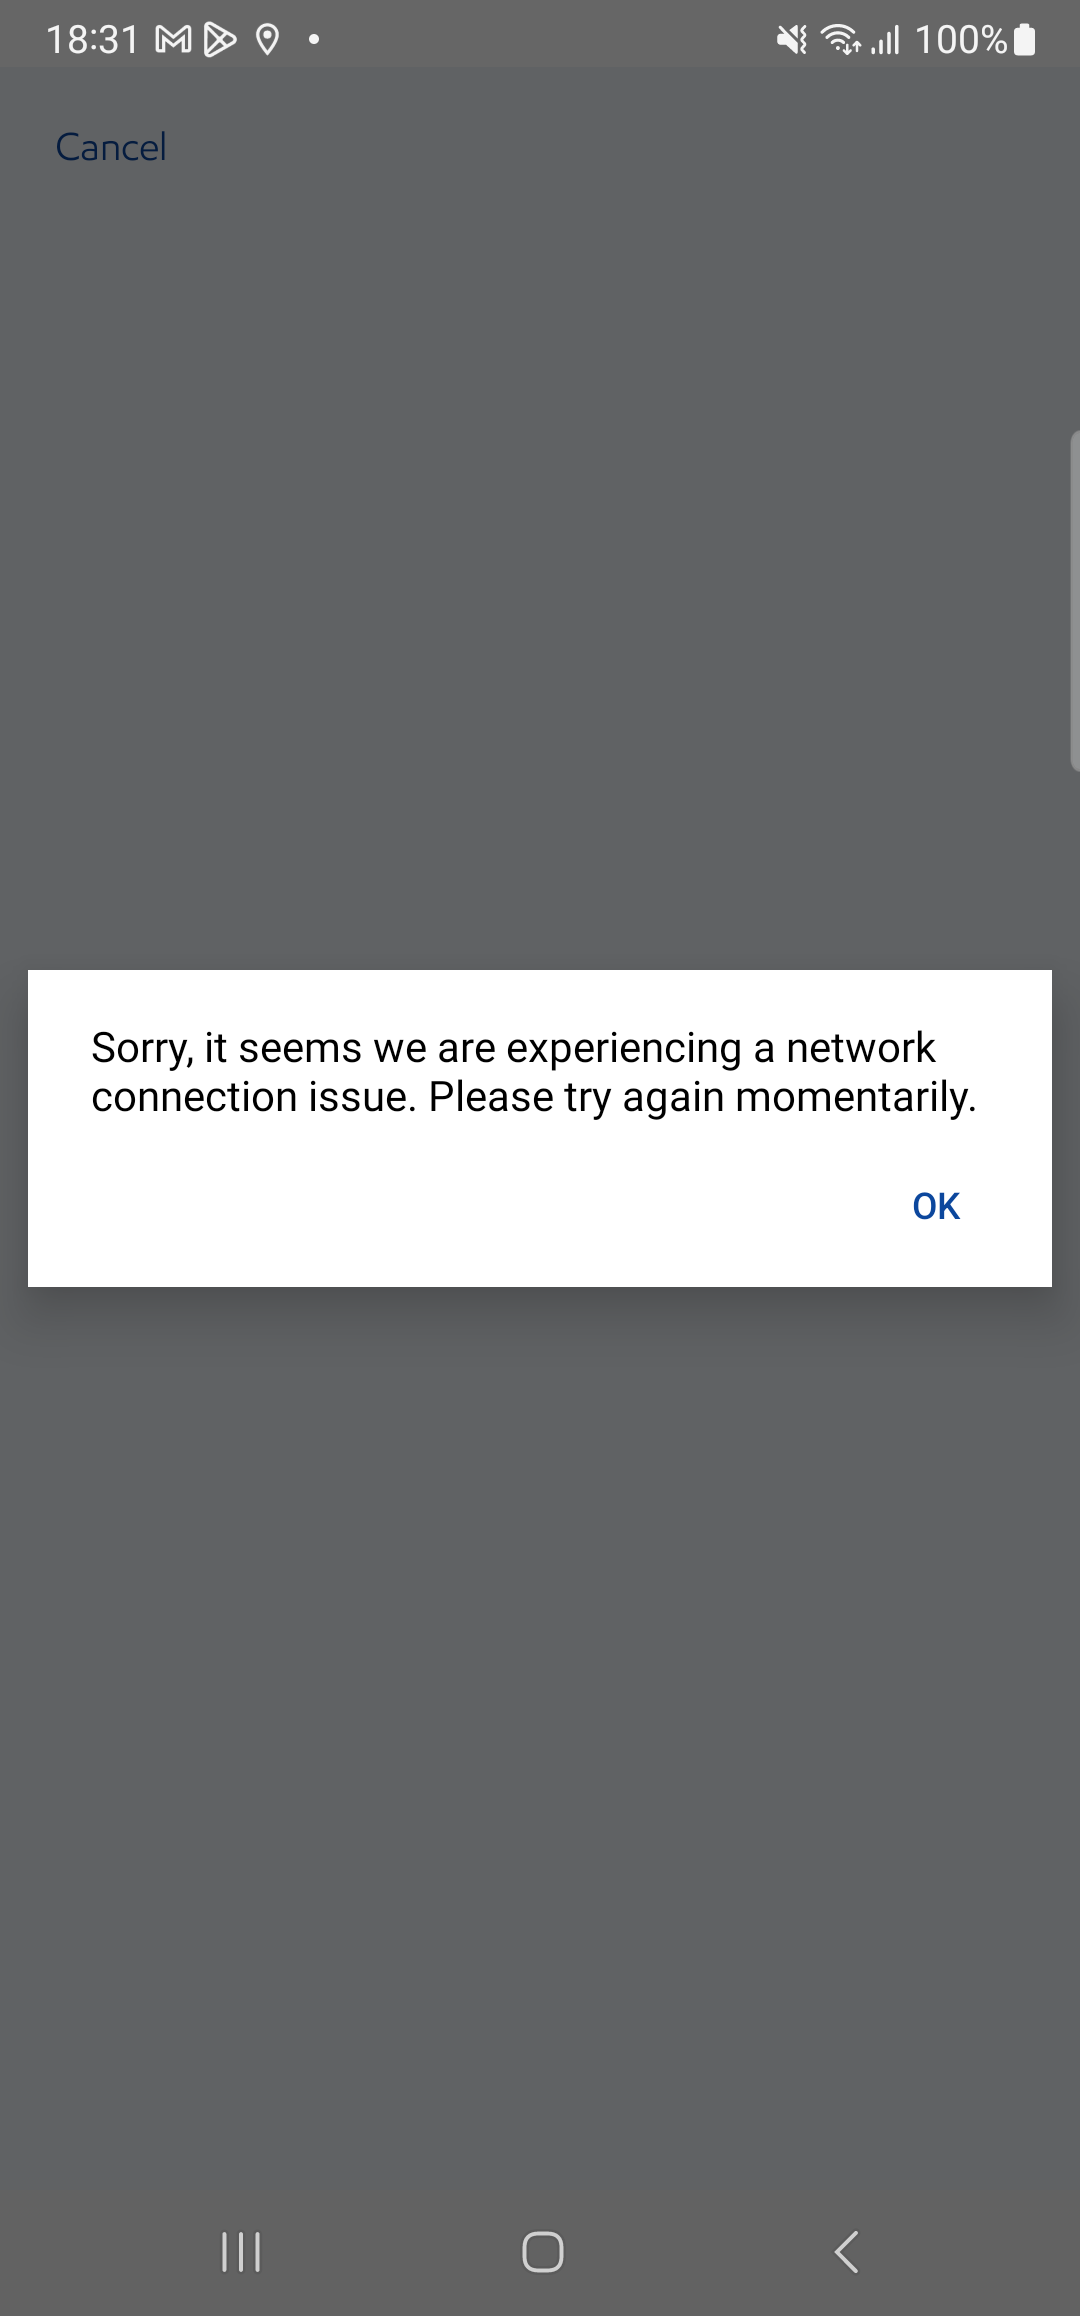 18:31 100%
Cancel
Sorry, it seems we are experiencing a network
connection issue. Please try again momentarily.
OK